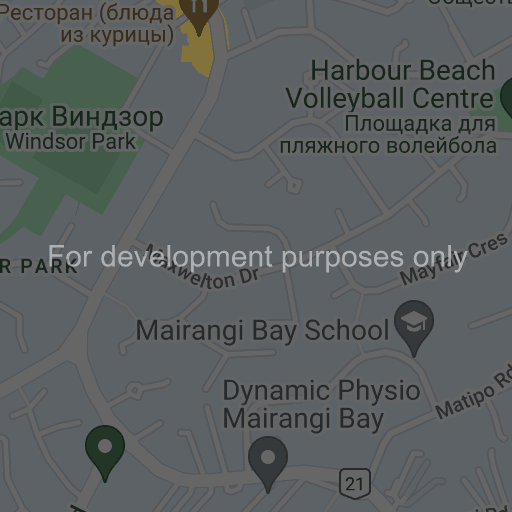 Ресторан (блюда
из курицы)
Harbour Beach
Volleyball Centre
Площадка для
пляжного волейбола
арк Виндзор
Windsor Park
For development purposes only
R PARK
Maxwelton Dr
Mayfair Cres
Mairangi Bay School
Dynamic Physio
Mairangi Bay
Matipo Rd
21